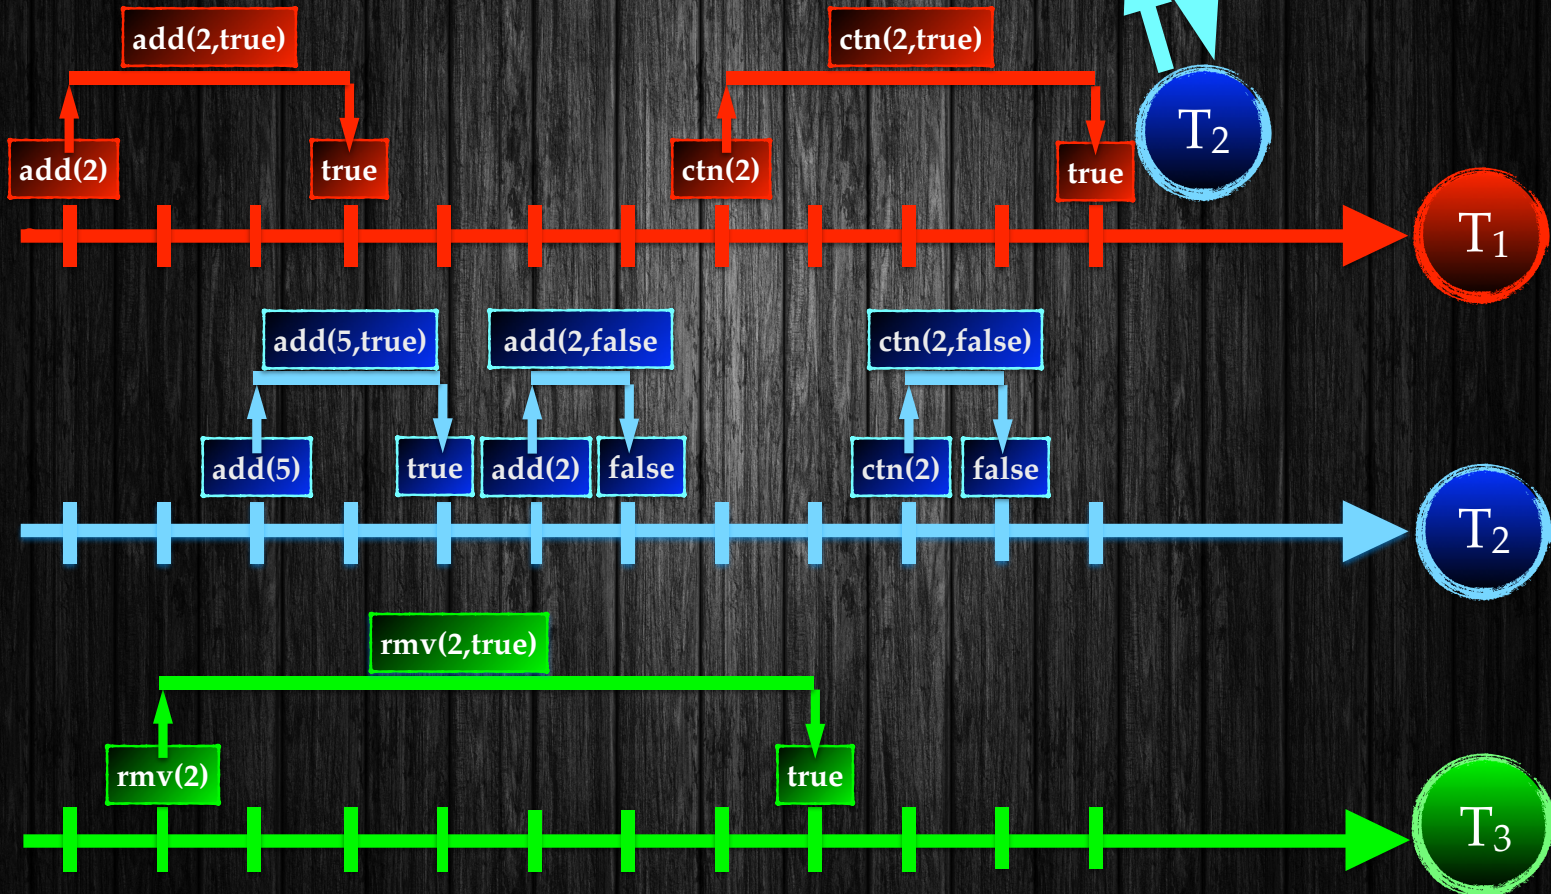 add(2,true)
ctn(2,true)
T2
add(2)
true
ctn(2)
true
T1
add(5,true)
add(2,false
ctn(2,false)
add(5)
true
add(2)
false
ctn(2)
false
T2
rmv(2,true)
rmv(2)
true
T3